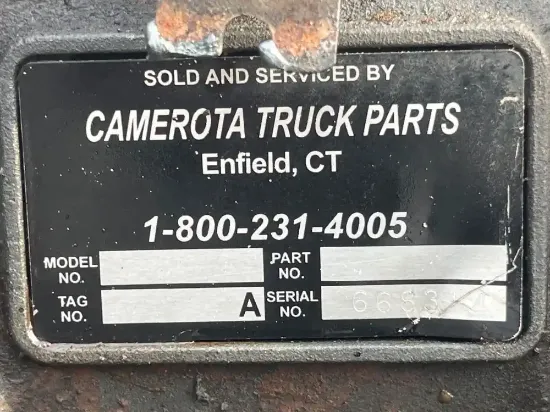 SOLD AND SERVICED BY
CAMEROTA TRUCK PARTS
Enfield, CT
1-800-231-4005
MODEL NO.
PART NO.
TAG NO. A
SERIAL NO.